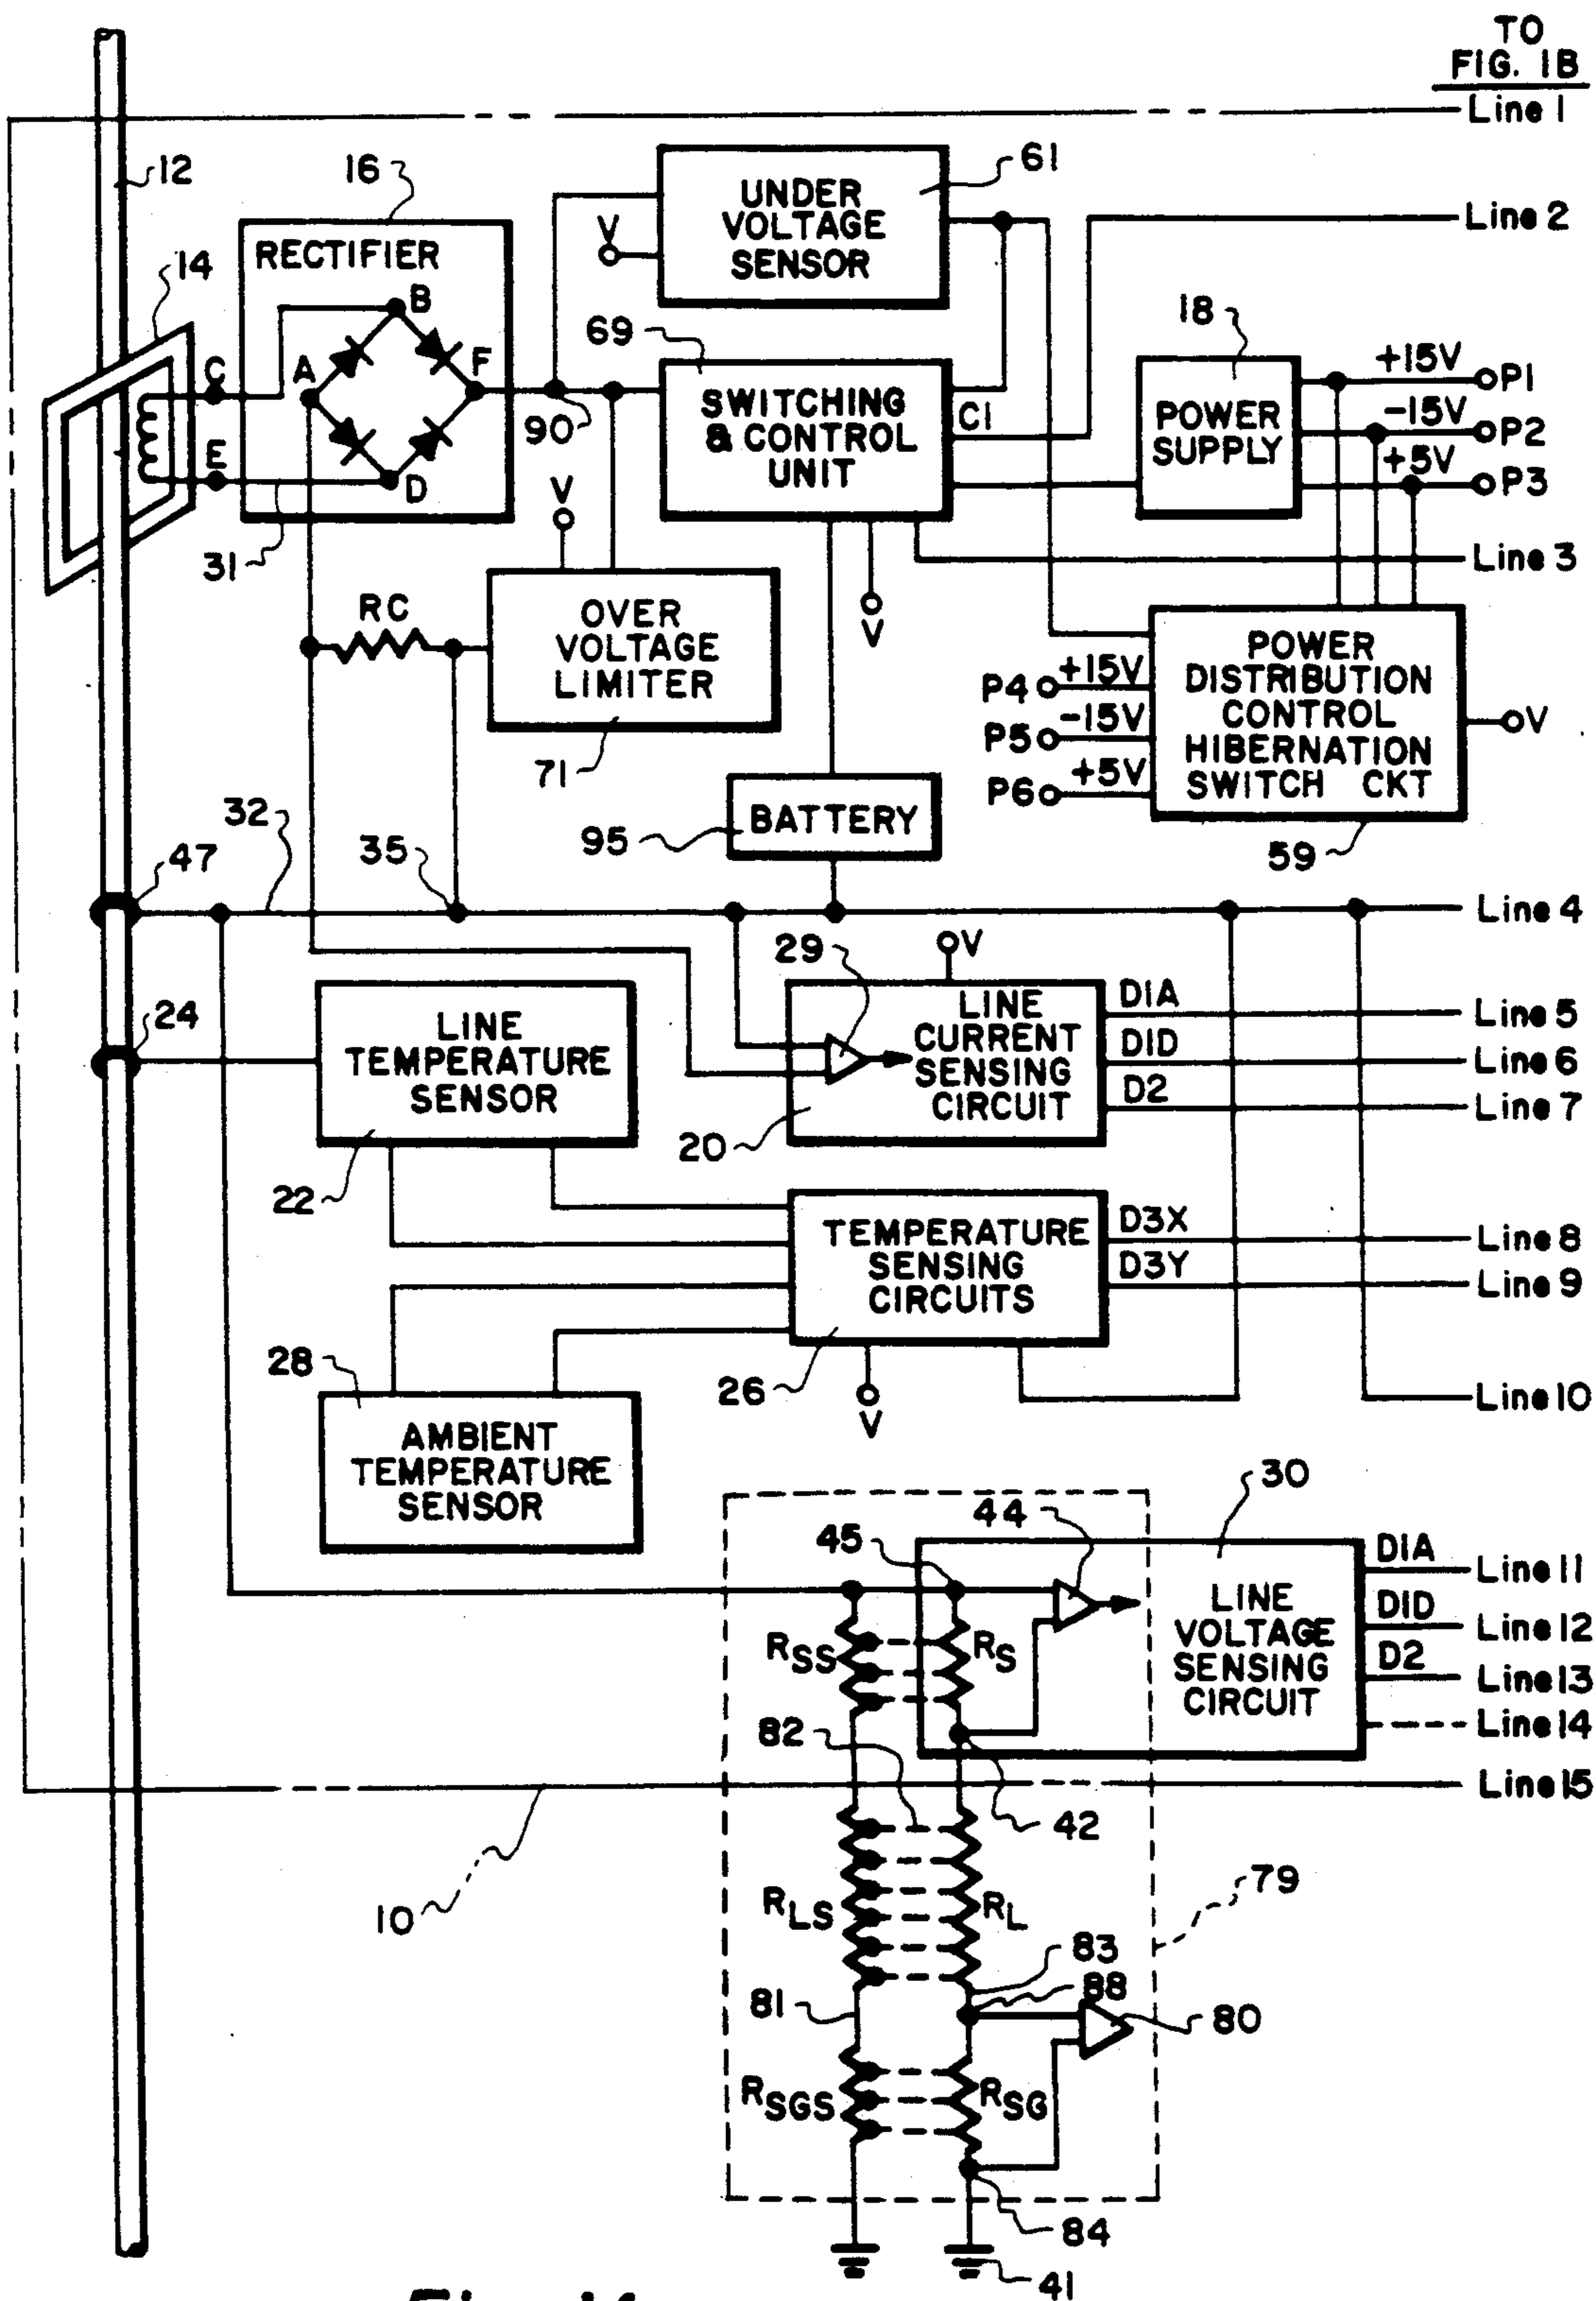 TO
FIG. 1B
Line 1
12
16
61
UNDER
VOLTAGE
SENSOR
V
Line 2
RECTIFIER
14
B
18
69
C
A
F
+15V
P1
SWITCHING
& CONTROL
UNIT
C1
90
POWER
SUPPLY
-15V
P2
E
D
+5V
P3
V
31
Line 3
RC
OVER
VOLTAGE
LIMITER
V
POWER
DISTRIBUTION
CONTROL
HIBERNATION
SWITCH CKT
P4
+15V
P5
-15V
P6
+5V
V
71
32
95
BATTERY
59
47
35
Line 4
29
V
24
LINE
TEMPERATURE
SENSOR
LINE
CURRENT
SENSING
CIRCUIT
D1A
Line 5
D1D
Line 6
D2
Line 7
20
22
TEMPERATURE
SENSING
CIRCUITS
D3X
Line 8
D3Y
Line 9
28
26
V
Line 10
AMBIENT
TEMPERATURE
SENSOR
30
44
45
D1A
Line 11
LINE
VOLTAGE
SENSING
CIRCUIT
D1D
Line 12
RSS
RS
D2
Line 13
Line 14
82
Line 15
42
10
79
RLS
RL
83
88
81
80
RSGS
RSG
84
41